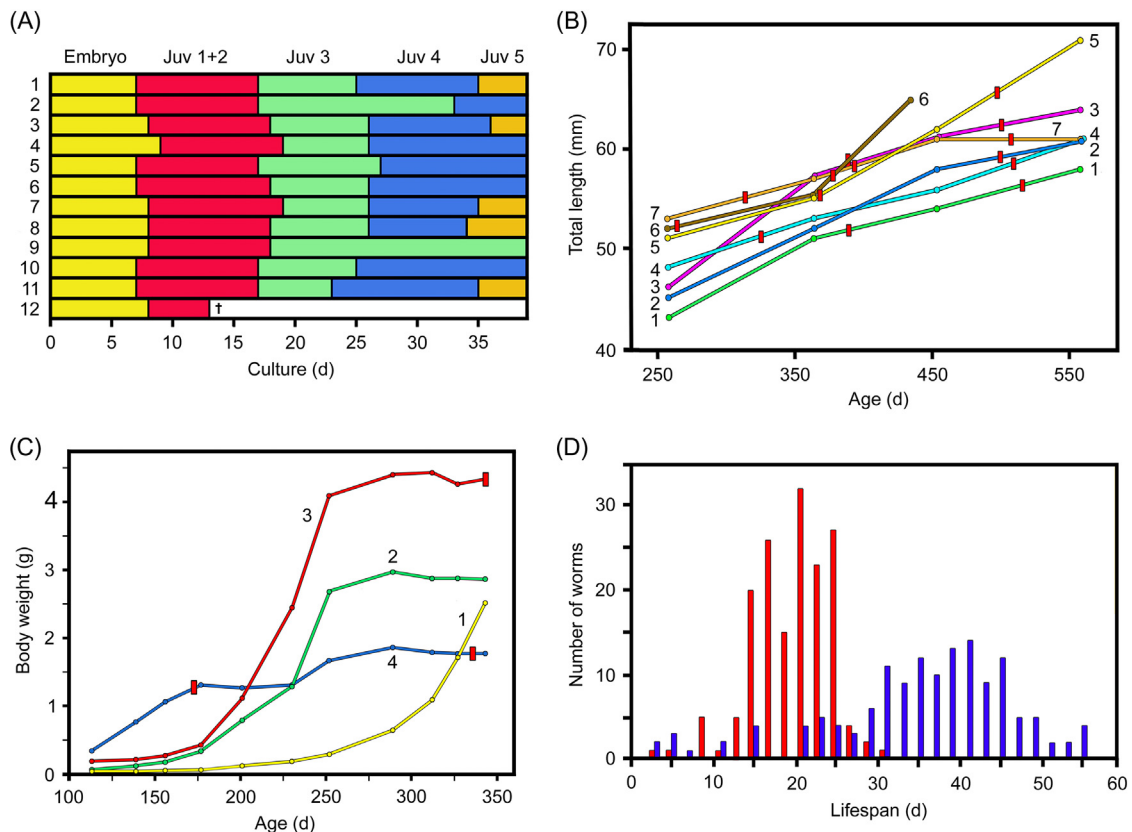 (A)
Embryo Juv 1+2 Juv 3 Juv 4 Juv 5
1
2
3
4
5
6
7
8
9
10
11
12 †
0 5 10 15 20 25 30 35
Culture (d)
(B)
Total length (mm)
70
60
50
40
5
6
3
7 4
2
1
7
6
5
4
3
2
1
250 350 450 550
Age (d)
(C)
Body weight (g)
4
3
2
1
0
3
2
1
4
100 150 200 250 300 350
Age (d)
(D)
Number of worms
30
20
10
0
0 10 20 30 40 50 60
Lifespan (d)